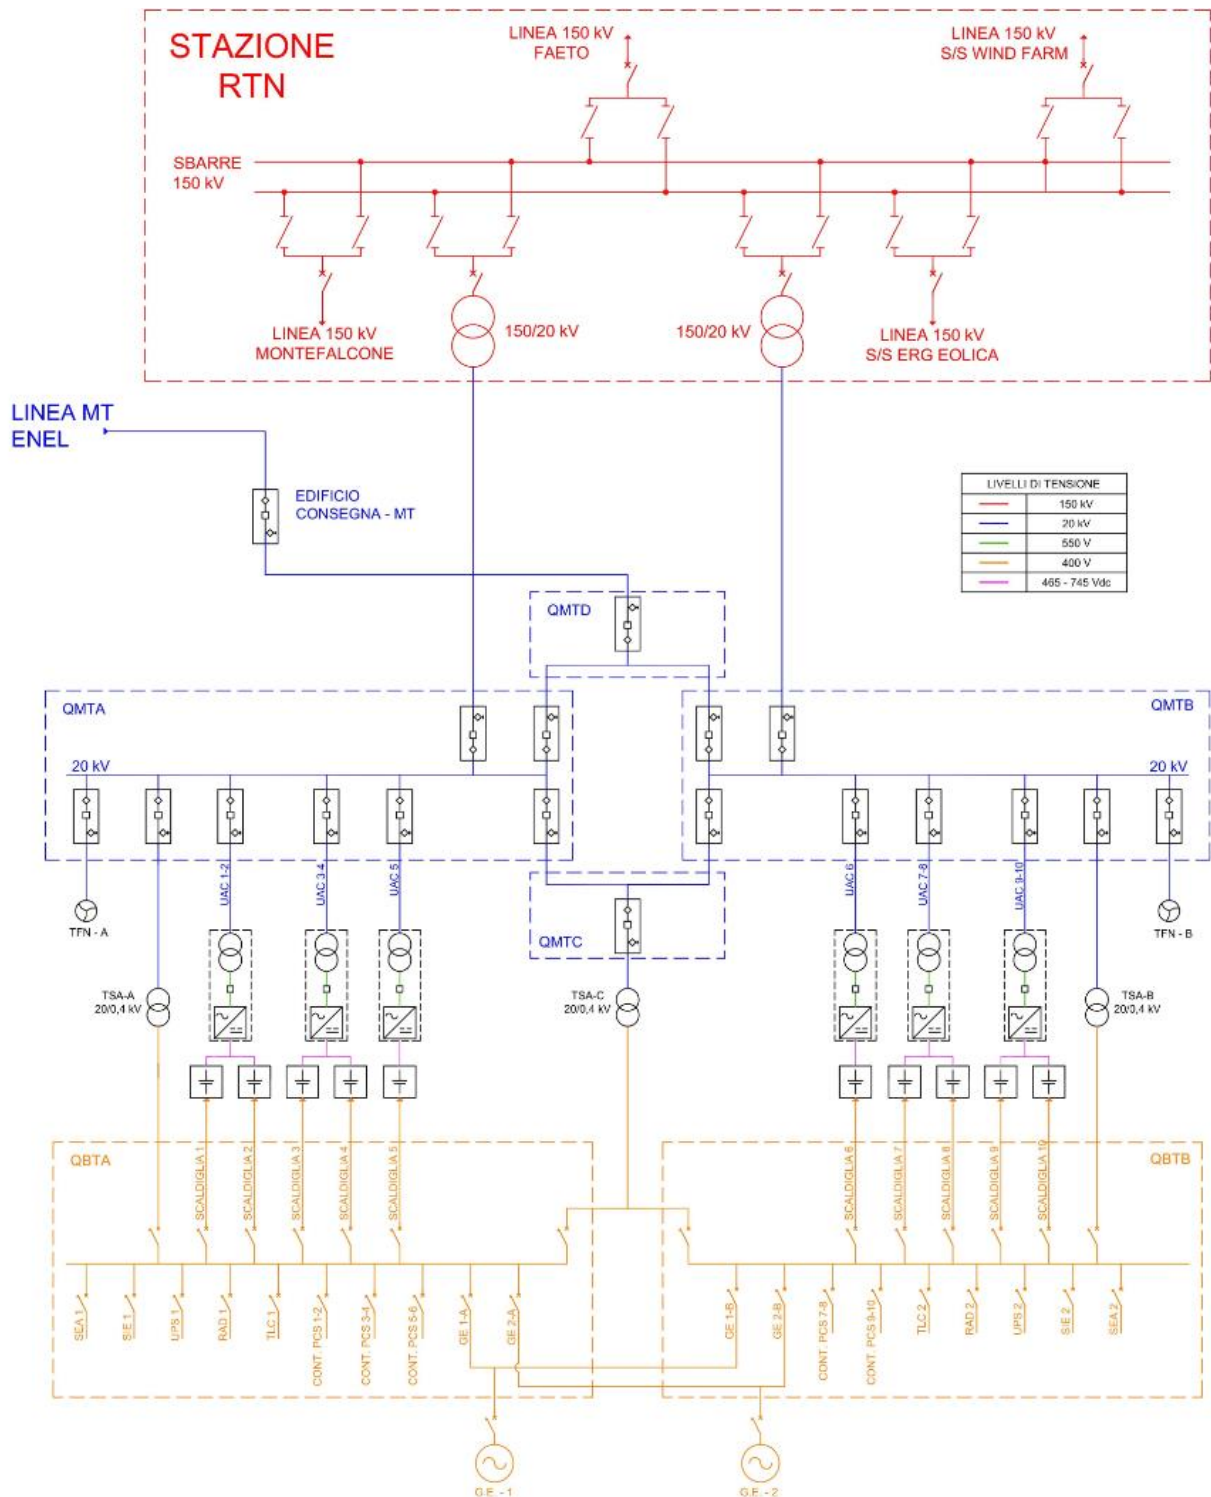 STAZIONE
RTN
LINEA 150 kV
FAETO
LINEA 150 kV
S/S WIND FARM
SBARRE
150 kV
150/20 kV
150/20 kV
LINEA 150 kV
MONTEFALCONE
LINEA 150 kV
S/S ERG EOLICA
LINEA MT
ENEL
EDIFICIO
CONSEGNA - MT
LIVELLI DI TENSIONE
150 kV
20 kV
550 V
400 V
465 - 745 Vdc
QMTD
QMTA
QMTB
20 kV
20 kV
UAC 1-2
UAC 3-4
UAC 5
UAC 6
UAC 7-8
UAC 9-10
TFN - A
QMTC
TFN - B
TSA-A
20/0,4 kV
TSA-C
20/0,4 kV
TSA-B
20/0,4 kV
QBTA
QBTB
SCALDIGLIA 1
SCALDIGLIA 2
SCALDIGLIA 3
SCALDIGLIA 4
SCALDIGLIA 5
SCALDIGLIA 6
SCALDIGLIA 7
SCALDIGLIA 8
SCALDIGLIA 9
SCALDIGLIA 10
SEA 1
SIE 1
UPS 1
RAD 1
TLC 1
CONT. PCS 1-2
CONT. PCS 3-4
CONT. PCS 5-6
GE 1-A
GE 2-A
GE 1-B
GE 2-B
CONT. PCS 7-8
CONT. PCS 9-10
TLC 2
RAD 2
UPS 2
SIE 2
SEA 2
G.E. - 1
G.E. - 2